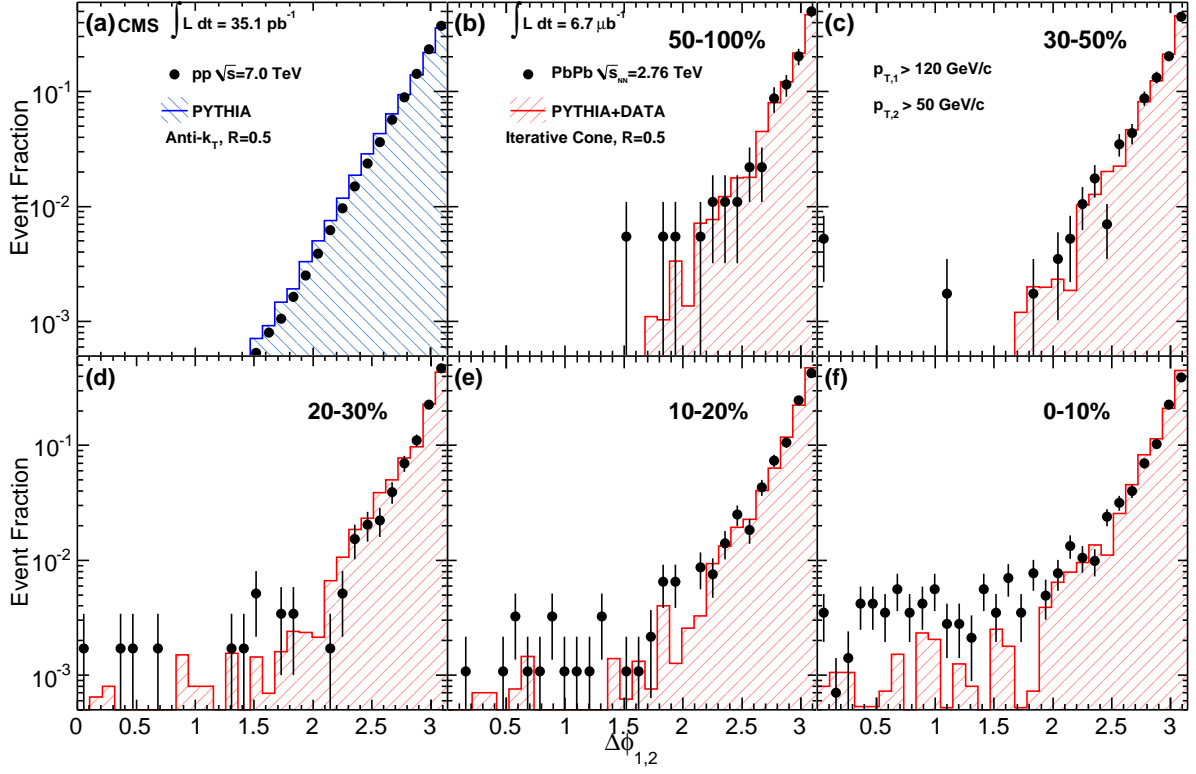 (a) CMS ∫ L dt = 35.1 pb⁻¹
pp √s=7.0 TeV
PYTHIA
Anti-k_T, R=0.5
(b) ∫ L dt = 6.7 μb⁻¹
50-100%
PbPb √s_NN=2.76 TeV
PYTHIA+DATA
Iterative Cone, R=0.5
(c)
30-50%
p_T,1 > 120 GeV/c
p_T,2 > 50 GeV/c
Event Fraction
10⁻¹
10⁻²
10⁻³
(d)
20-30%
(e)
10-20%
(f)
0-10%
Event Fraction
10⁻¹
10⁻²
10⁻³
0 0.5 1 1.5 2 2.5 3
0.5 1 1.5 2 2.5 3
0.5 1 1.5 2 2.5 3
Δϕ_1,2